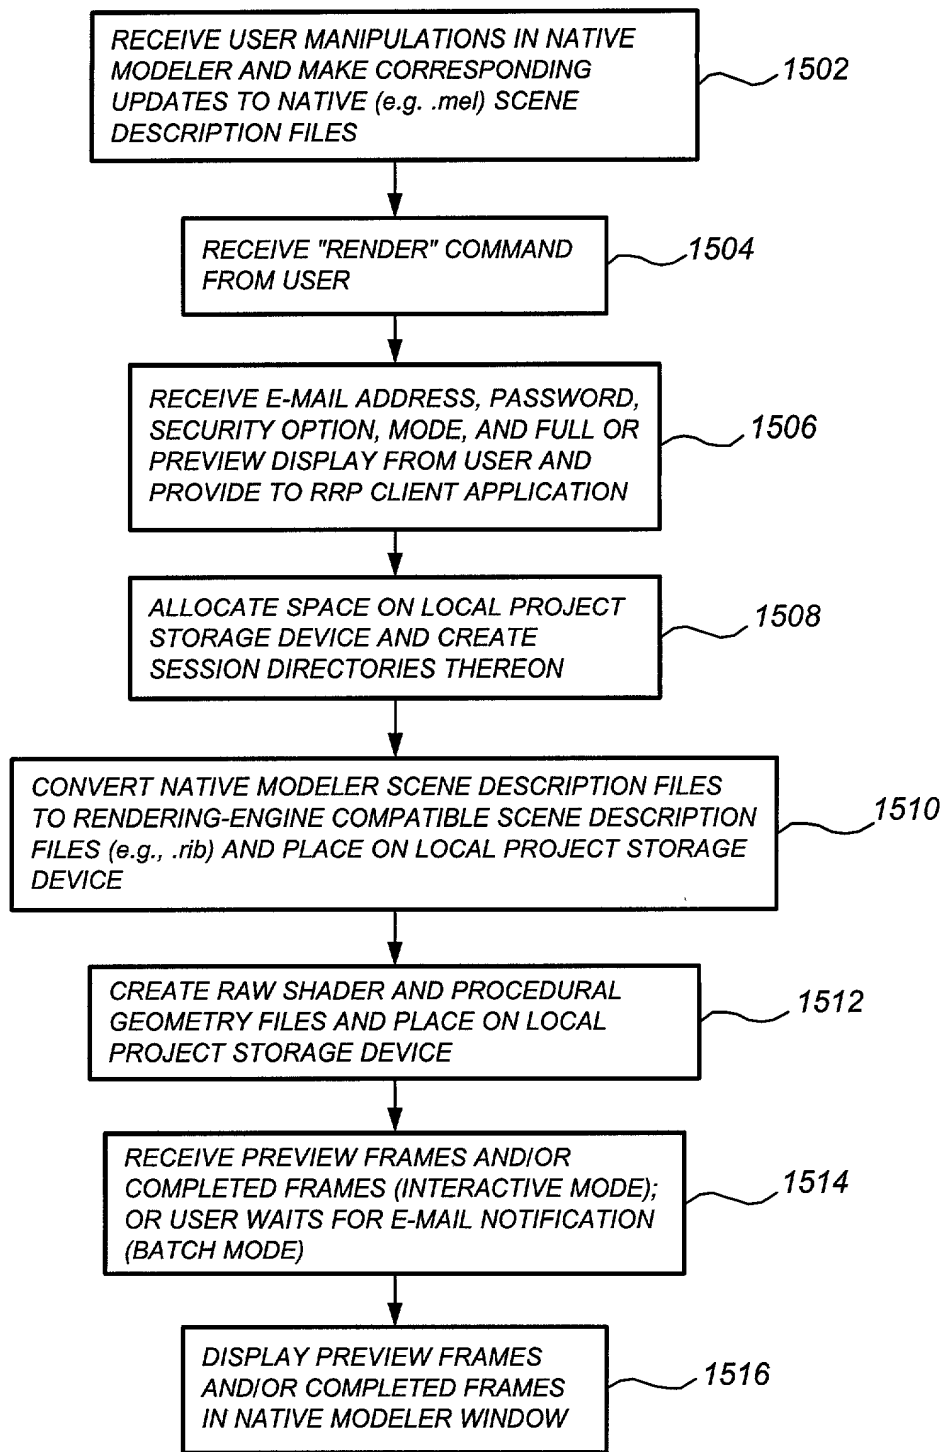 RECEIVE USER MANIPULATIONS IN NATIVE
MODELER AND MAKE CORRESPONDING
UPDATES TO NATIVE (e.g. .mel) SCENE
DESCRIPTION FILES
1502
RECEIVE "RENDER" COMMAND
FROM USER
1504
RECEIVE E-MAIL ADDRESS, PASSWORD,
SECURITY OPTION, MODE, AND FULL OR
PREVIEW DISPLAY FROM USER AND
PROVIDE TO RRP CLIENT APPLICATION
1506
ALLOCATE SPACE ON LOCAL PROJECT
STORAGE DEVICE AND CREATE
SESSION DIRECTORIES THEREON
1508
CONVERT NATIVE MODELER SCENE DESCRIPTION FILES
TO RENDERING-ENGINE COMPATIBLE SCENE DESCRIPTION
FILES (e.g., .rib) AND PLACE ON LOCAL PROJECT STORAGE
DEVICE
1510
CREATE RAW SHADER AND PROCEDURAL
GEOMETRY FILES AND PLACE ON LOCAL
PROJECT STORAGE DEVICE
1512
RECEIVE PREVIEW FRAMES AND/OR
COMPLETED FRAMES (INTERACTIVE MODE);
OR USER WAITS FOR E-MAIL NOTIFICATION
(BATCH MODE)
1514
DISPLAY PREVIEW FRAMES
AND/OR COMPLETED FRAMES
IN NATIVE MODELER WINDOW
1516